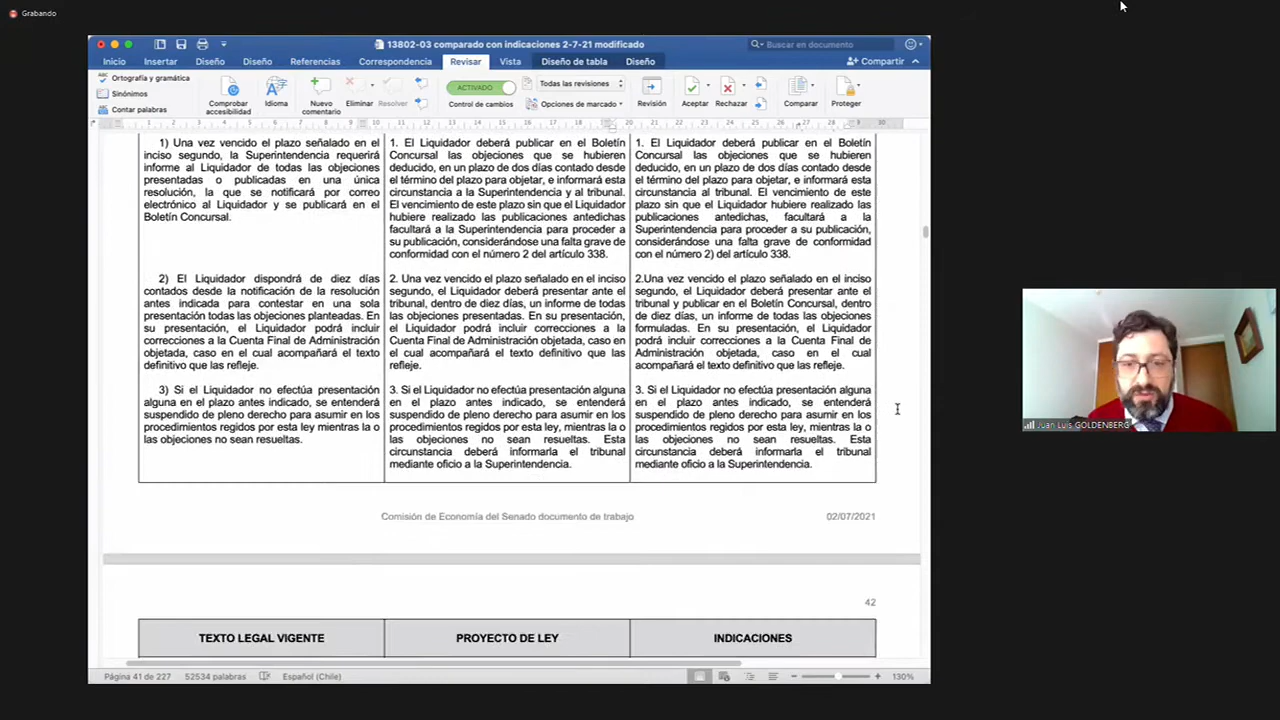 Grabando
13802-03 comparado con indicaciones 2-7-21 modificado
Buscar en documento
Inicio Insertar Diseño Diseño Referencias Correspondencia Revisar Vista Diseño de tabla Diseño
Compartir
Ortografía y gramática
Sinónimos
Contar palabras
Comprobar
accesibilidad
Idioma
Nuevo
comentario
Eliminar
Resolver
ACTIVADO
Control de cambios
Todas las revisiones
Opciones de marcado
Revisión
Aceptar
Rechazar
Comparar
Proteger
1) Una vez vencido el plazo señalado en el
inciso segundo, la Superintendencia requerirá
informe al Liquidador de todas las objeciones
presentadas o publicadas en una única
resolución, la que se notificará por correo
electrónico al Liquidador y se publicará en el
Boletín Concursal.
1. El Liquidador deberá publicar en el Boletín
Concursal las objeciones que se hubieren
deducido, en un plazo de dos días contado desde
el término del plazo para objetar, e informará esta
circunstancia a la Superintendencia y al tribunal.
El vencimiento de este plazo sin que el Liquidador
hubiere realizado las publicaciones antedichas
facultará a la Superintendencia para proceder a
su publicación, considerándose una falta grave de
conformidad con el número 2 del artículo 338.
1. El Liquidador deberá publicar en el Boletín
Concursal las objeciones que se hubieren
deducido, en un plazo de dos días contado desde
el término del plazo para objetar, e informará esta
circunstancia al tribunal. El vencimiento de este
plazo sin que el Liquidador hubiere realizado las
publicaciones antedichas, facultará a la
Superintendencia para proceder a su publicación,
considerándose una falta grave de conformidad
con el número 2) del artículo 338.
2) El Liquidador dispondrá de diez días
contados desde la notificación de la resolución
antes indicada para contestar en una sola
presentación todas las objeciones planteadas. En
su presentación, el Liquidador podrá incluir
correcciones a la Cuenta Final de Administración
objetada, caso en el cual acompañará el texto
definitivo que las refleje.
2. Una vez vencido el plazo señalado en el inciso
segundo, el Liquidador deberá presentar ante el
tribunal, dentro de diez días, un informe de todas
las objeciones presentadas. En su presentación,
el Liquidador podrá incluir correcciones a la
Cuenta Final de Administración objetada, caso en
el cual acompañará el texto definitivo que las
refleje.
2.Una vez vencido el plazo señalado en el inciso
segundo, el Liquidador deberá presentar ante el
tribunal y publicar en el Boletín Concursal, dentro
de diez días, un informe de todas las objeciones
formuladas. En su presentación, el Liquidador
podrá incluir correcciones a la Cuenta Final de
Administración objetada, caso en el cual
acompañará el texto definitivo que las refleje.
3) Si el Liquidador no efectúa presentación
alguna en el plazo antes indicado, se entenderá
suspendido de pleno derecho para asumir en los
procedimientos regidos por esta ley mientras la o
las objeciones no sean resueltas.
3. Si el Liquidador no efectúa presentación alguna
en el plazo antes indicado, se entenderá
suspendido de pleno derecho para asumir en los
procedimientos regidos por esta ley, mientras la o
las objeciones no sean resueltas. Esta
circunstancia deberá informarla el tribunal
mediante oficio a la Superintendencia.
3. Si el Liquidador no efectúa presentación alguna
en el plazo antes indicado, se entenderá
suspendido de pleno derecho para asumir en los
procedimientos regidos por esta ley, mientras la o
las objeciones no sean resueltas. Esta
circunstancia deberá informarla el tribunal
mediante oficio a la Superintendencia.
Comisión de Economía del Senado documento de trabajo 02/07/2021
42
TEXTO LEGAL VIGENTE PROYECTO DE LEY INDICACIONES
Página 41 de 227 52534 palabras Español (Chile) 130%
Juan Luis GOLDENBERG